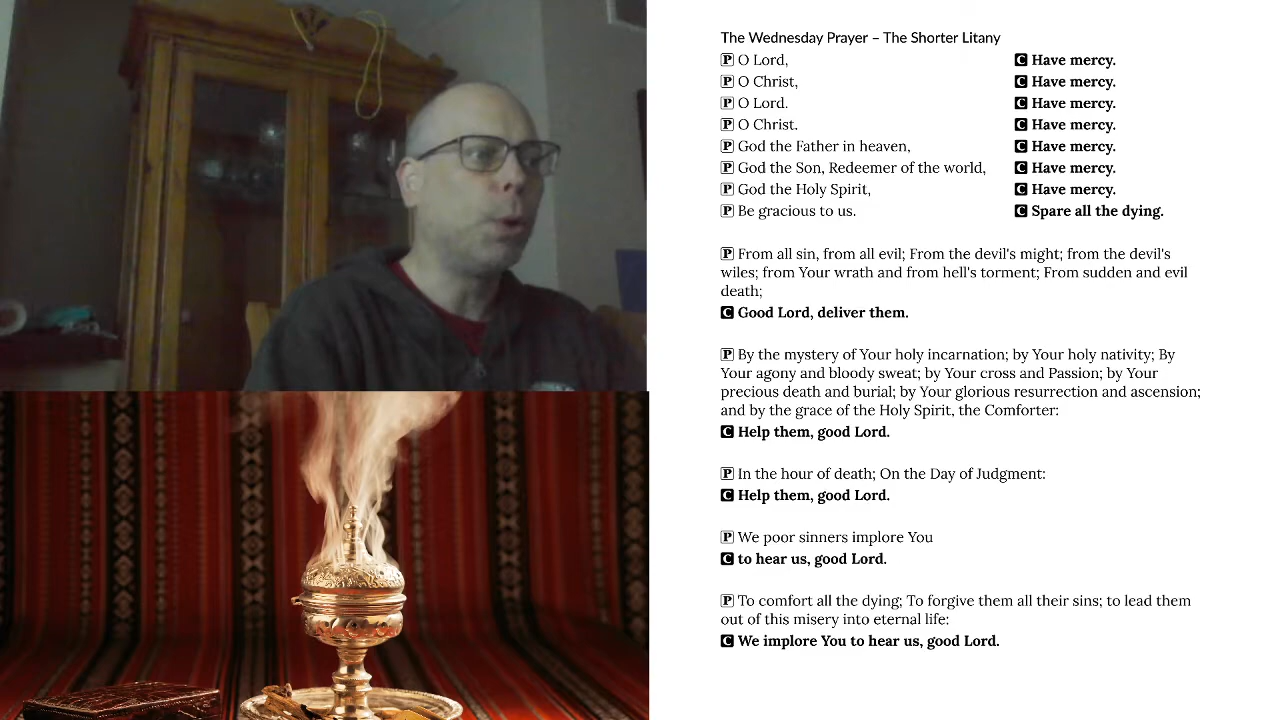 The Wednesday Prayer – The Shorter Litany
P O Lord, C Have mercy.
P O Christ, C Have mercy.
P O Lord. C Have mercy.
P O Christ. C Have mercy.
P God the Father in heaven, C Have mercy.
P God the Son, Redeemer of the world, C Have mercy.
P God the Holy Spirit, C Have mercy.
P Be gracious to us. C Spare all the dying.
P From all sin, from all evil; From the devil's might; from the devil's
wiles; from Your wrath and from hell's torment; From sudden and evil
death;
C Good Lord, deliver them.
P By the mystery of Your holy incarnation; by Your holy nativity; By
Your agony and bloody sweat; by Your cross and Passion; by Your
precious death and burial; by Your glorious resurrection and ascension;
and by the grace of the Holy Spirit, the Comforter:
C Help them, good Lord.
P In the hour of death; On the Day of Judgment:
C Help them, good Lord.
P We poor sinners implore You
C to hear us, good Lord.
P To comfort all the dying; To forgive them all their sins; to lead them
out of this misery into eternal life:
C We implore You to hear us, good Lord.